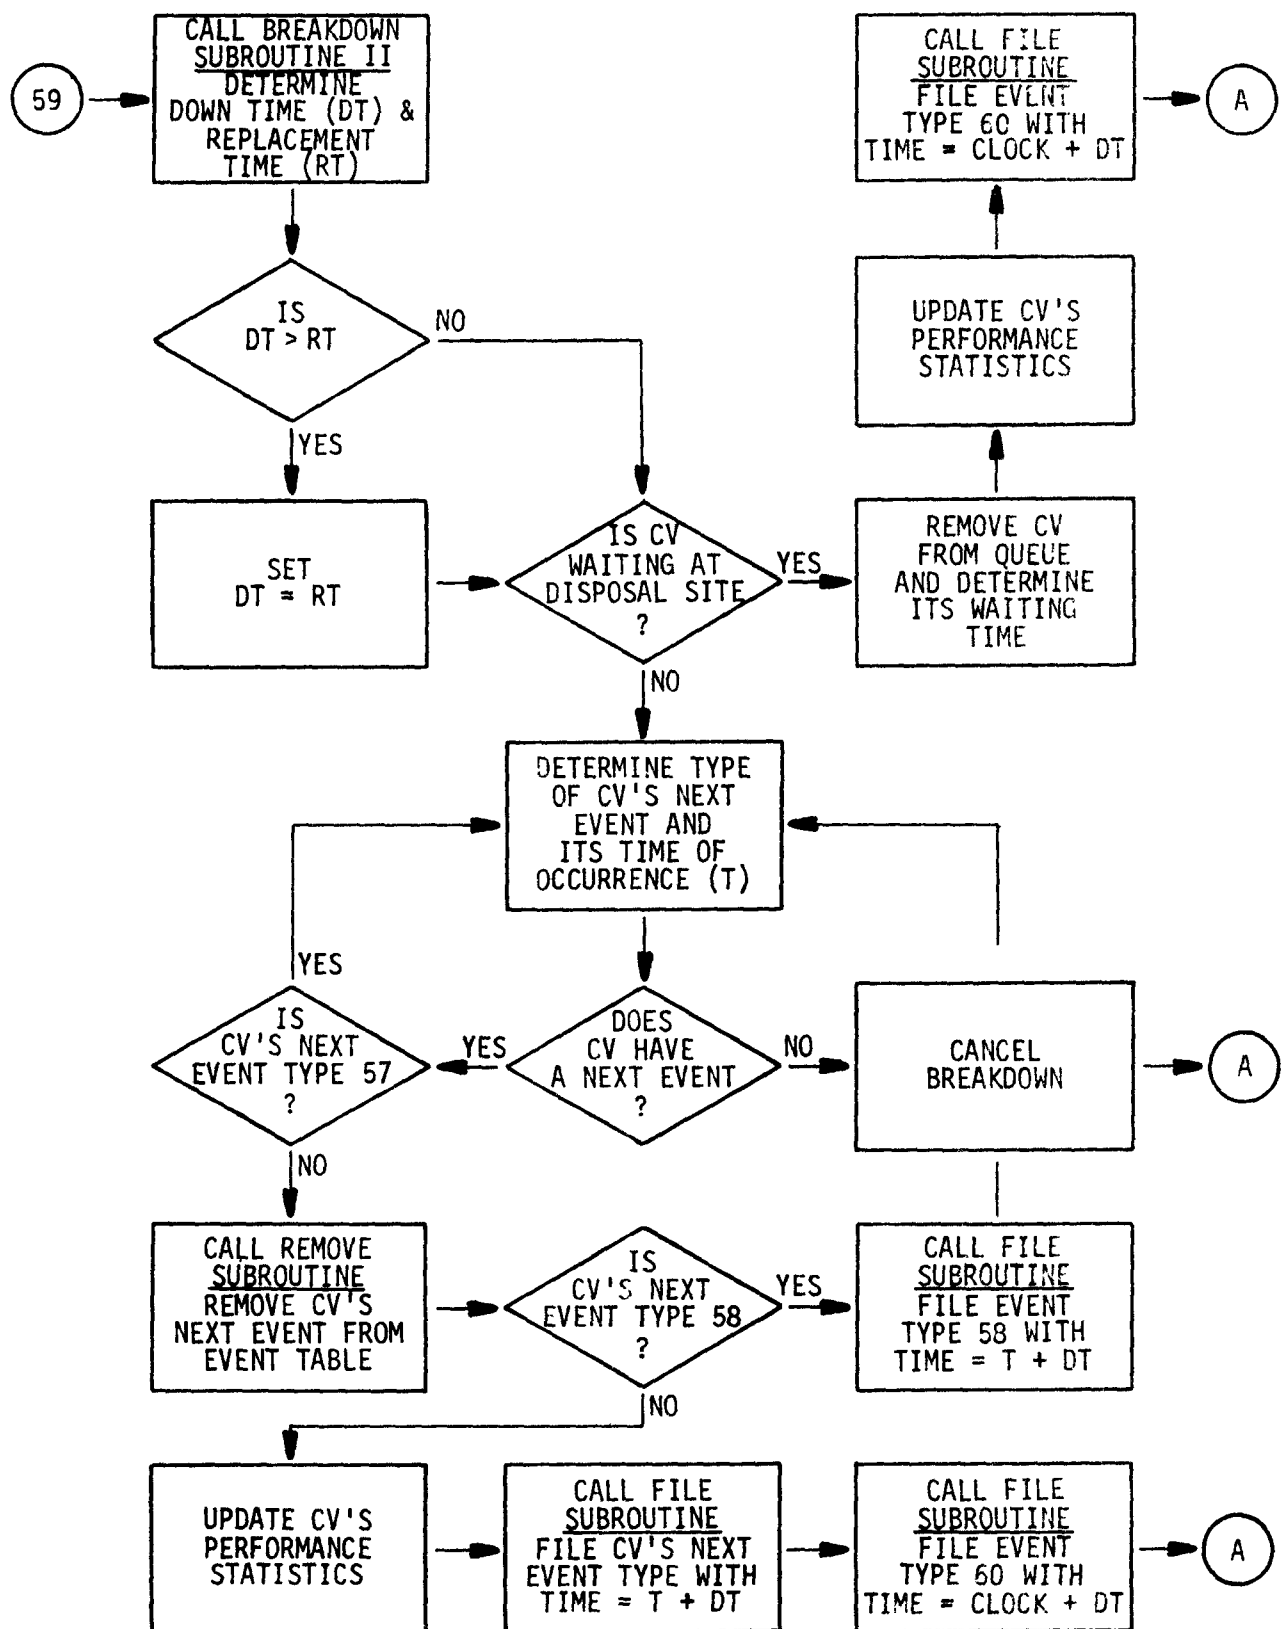 59
CALL BREAKDOWN
SUBROUTINE II
DETERMINE
DOWN TIME (DT) &
REPLACEMENT
TIME (RT)
CALL FILE
SUBROUTINE
FILE EVENT
TYPE 60 WITH
TIME = CLOCK + DT
A
IS
DT > RT
NO
YES
UPDATE CV'S
PERFORMANCE
STATISTICS
SET
DT = RT
IS CV
WAITING AT
DISPOSAL SITE
?
YES
NO
REMOVE CV
FROM QUEUE
AND DETERMINE
ITS WAITING
TIME
DETERMINE TYPE
OF CV'S NEXT
EVENT AND
ITS TIME OF
OCCURRENCE (T)
YES
IS
CV'S NEXT
EVENT TYPE 57
?
YES
DOES
CV HAVE
A NEXT EVENT
?
NO
CANCEL
BREAKDOWN
A
NO
CALL REMOVE
SUBROUTINE
REMOVE CV'S
NEXT EVENT FROM
EVENT TABLE
IS
CV'S NEXT
EVENT TYPE 58
?
YES
NO
CALL FILE
SUBROUTINE
FILE EVENT
TYPE 58 WITH
TIME = T + DT
UPDATE CV'S
PERFORMANCE
STATISTICS
CALL FILE
SUBROUTINE
FILE CV'S NEXT
EVENT TYPE WITH
TIME = T + DT
CALL FILE
SUBROUTINE
FILE EVENT
TYPE 60 WITH
TIME = CLOCK + DT
A